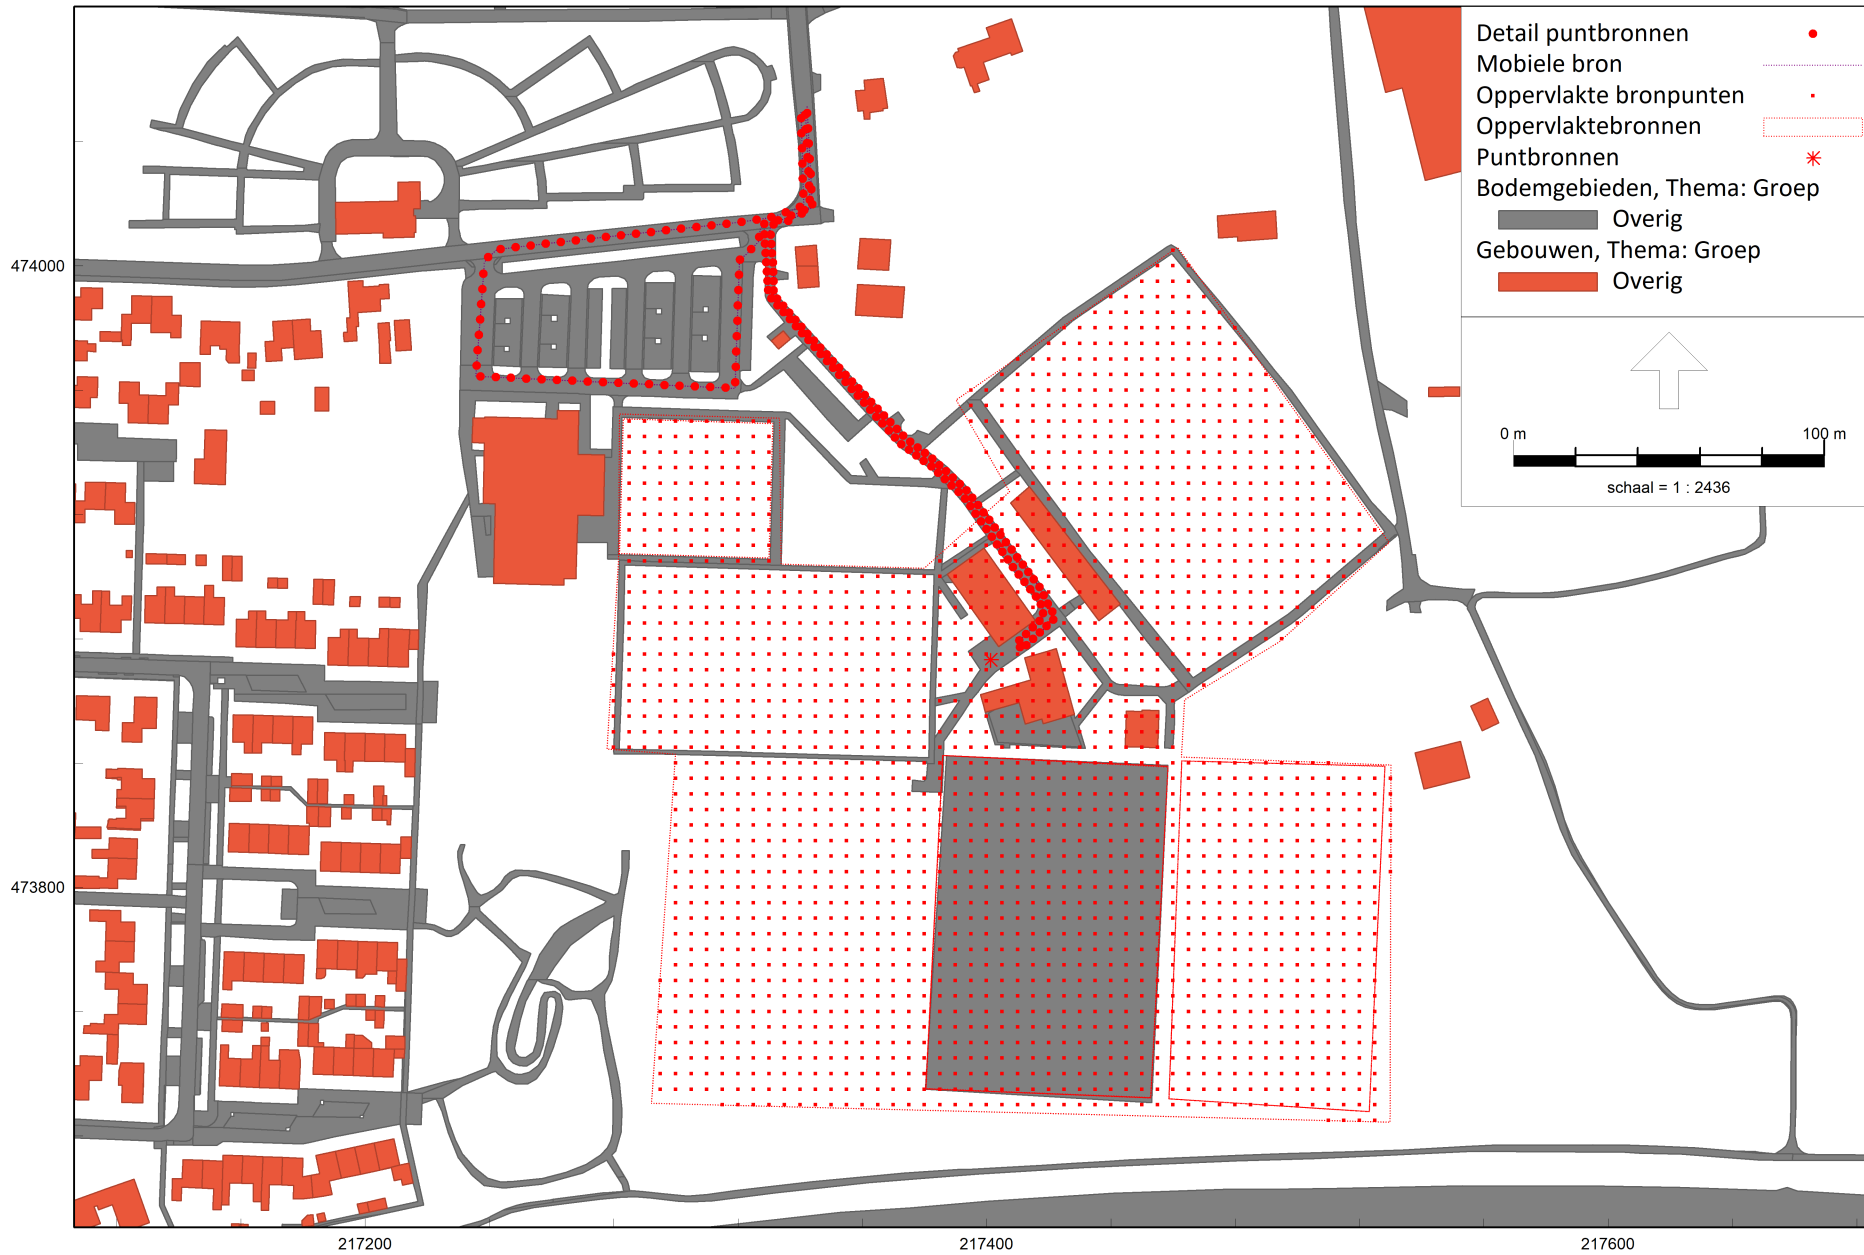 Detail puntbronnen
Mobiele bron
Oppervlakte bronpunten
Oppervlaktebronnen
Puntbronnen
Bodemgebieden, Thema: Groep
Overig
Gebouwen, Thema: Groep
Overig
474000
0 m 100 m
schaal = 1 : 2436
473800
217200 217400 217600